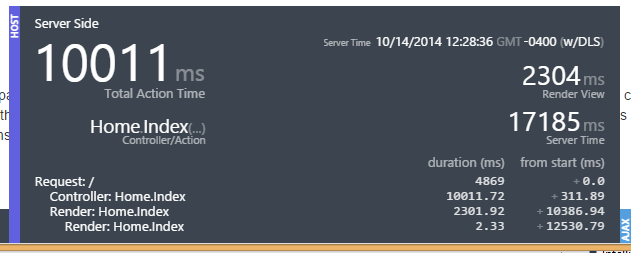 HOST
Server Side
Server Time 10/14/2014 12:28:36 GMT -0400 (w/DLS)
10011 ms
Total Action Time
2304 ms
Render View
Home.Index(...)
Controller/Action
17185 ms
Server Time
duration (ms) from start (ms)
Request: / 4869 +0.0
Controller: Home.Index 10011.72 +311.89
Render: Home.Index 2301.92 +10386.94
Render: Home.Index 2.33 +12530.79
AJAX